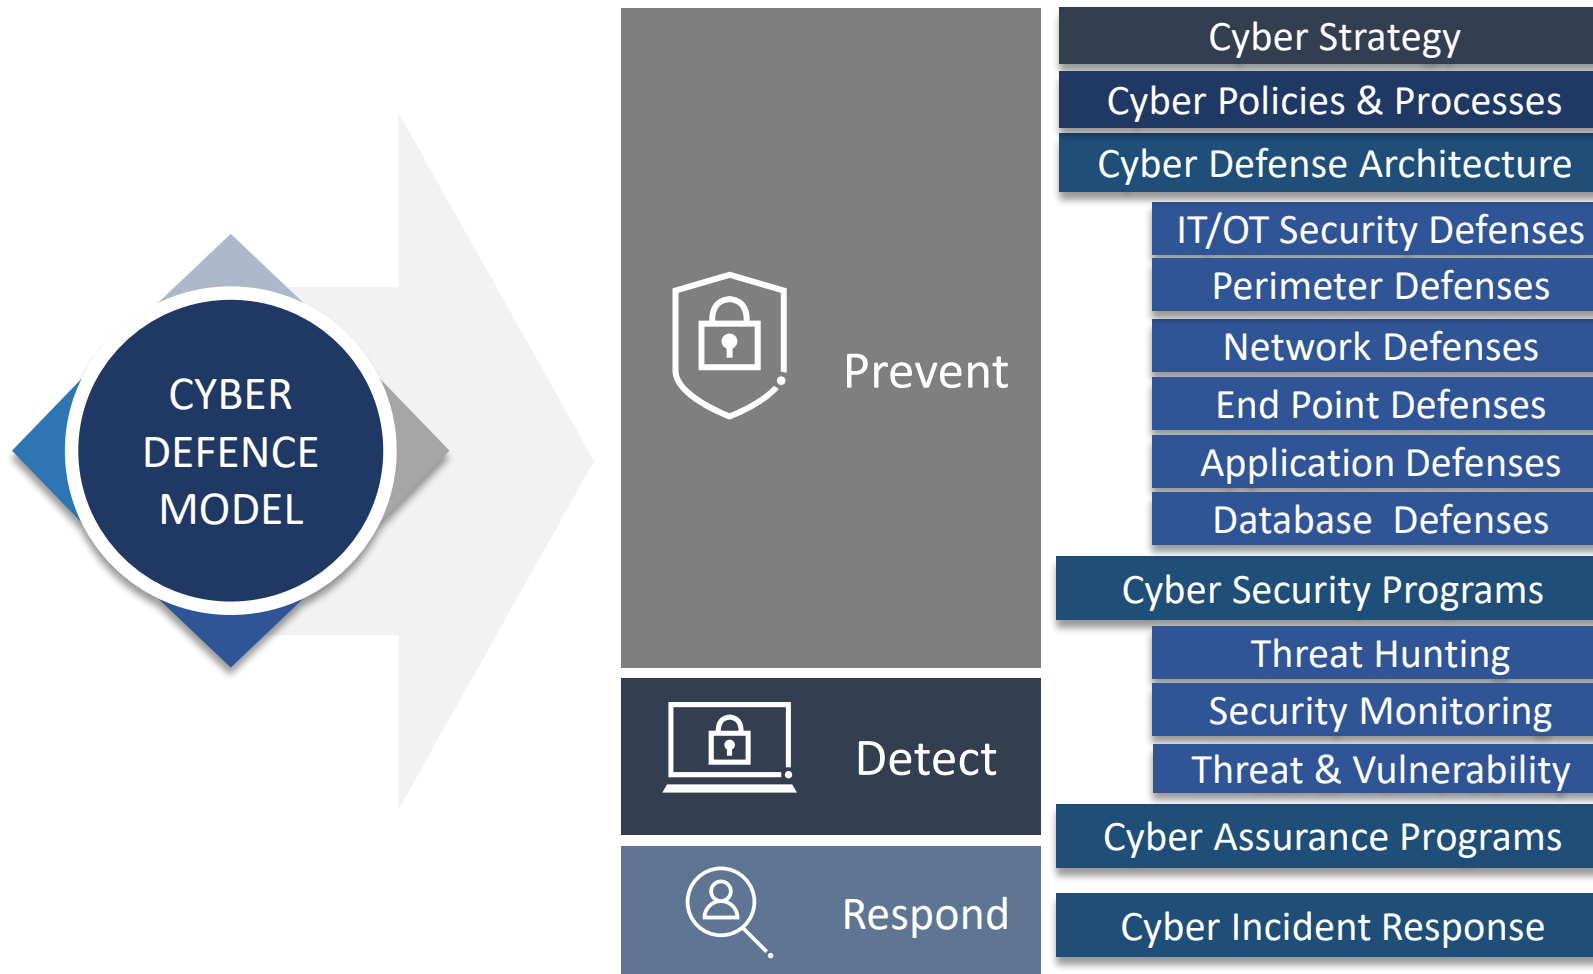 CYBER
DEFENCE
MODEL
Prevent
Detect
Respond
Cyber Strategy
Cyber Policies & Processes
Cyber Defense Architecture
IT/OT Security Defenses
Perimeter Defenses
Network Defenses
End Point Defenses
Application Defenses
Database  Defenses
Cyber Security Programs
Threat Hunting
Security Monitoring
Threat & Vulnerability
Cyber Assurance Programs
Cyber Incident Response